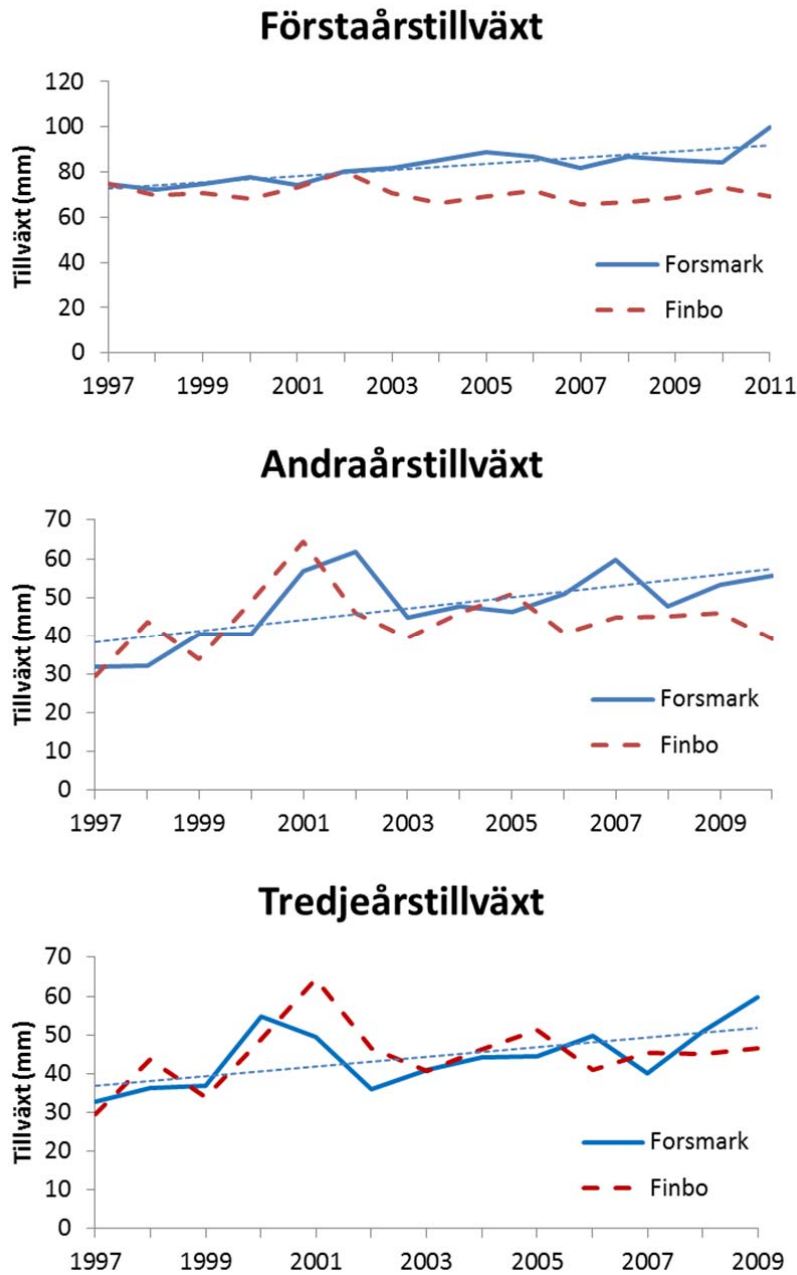 Förstaårstillväxt
120
100
80
60
40
20
0
Tillväxt (mm)
Forsmark
Finbo
1997 1999 2001 2003 2005 2007 2009 2011
Andraårstillväxt
70
60
50
40
30
20
10
0
Tillväxt (mm)
Forsmark
Finbo
1997 1999 2001 2003 2005 2007 2009
Tredjeårstillväxt
70
60
50
40
30
20
10
0
Tillväxt (mm)
Forsmark
Finbo
1997 1999 2001 2003 2005 2007 2009